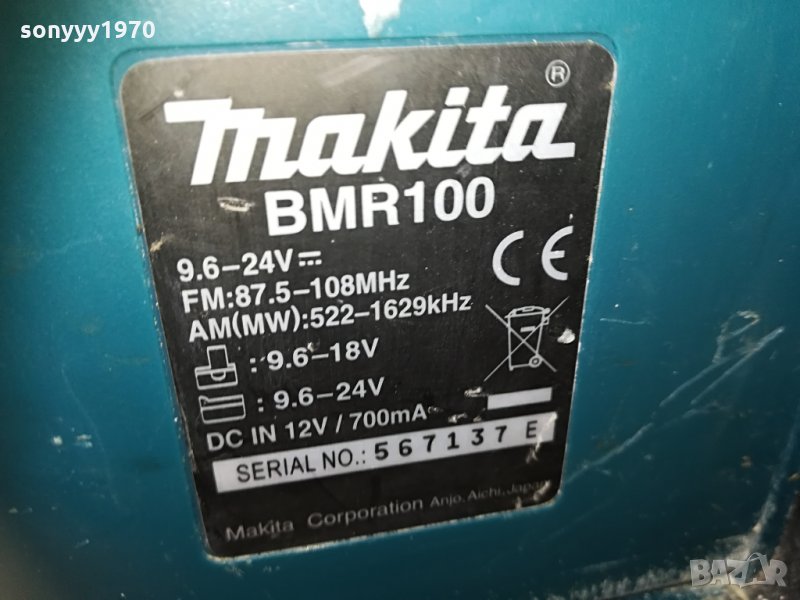 sonyyy1970
makita®
BMR100
9.6–24V⎓
FM:87.5–108MHz
AM(MW):522–1629kHz
CE
: 9.6–18V
: 9.6–24V
DC IN 12V / 700mA
SERIAL NO.: 567137 E
Makita Corporation Anjo, Aichi, Japan
BAZAR